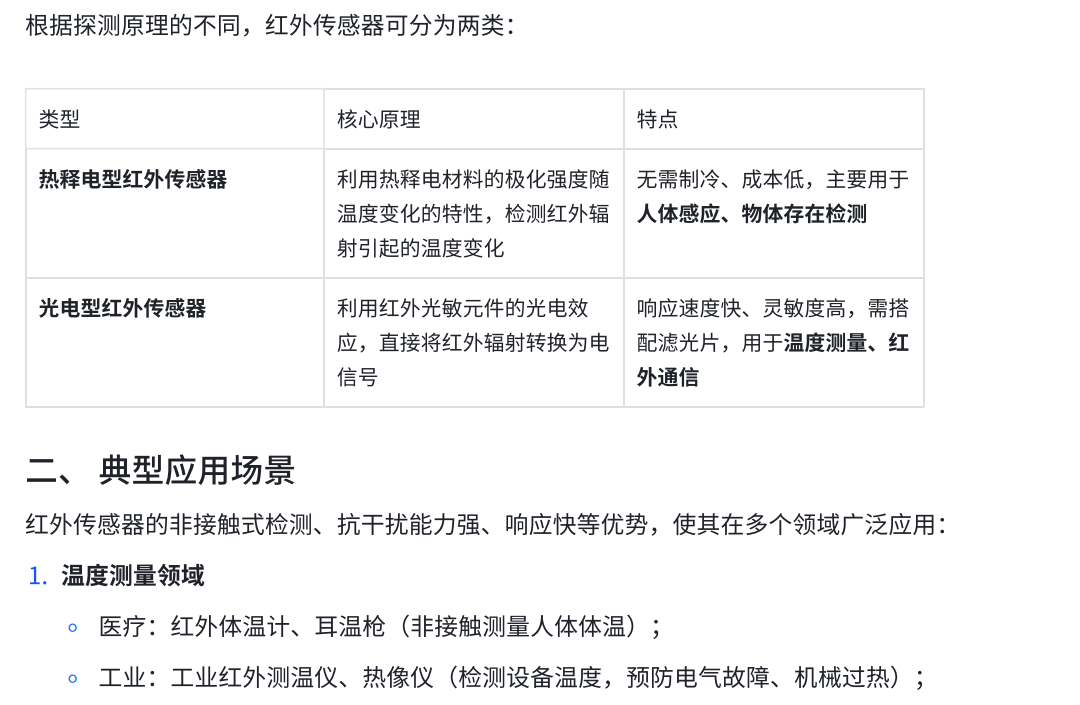 根据探测原理的不同，红外传感器可分为两类：
类型
核心原理
特点
热释电型红外传感器
利用热释电材料的极化强度随
温度变化的特性，检测红外辐
射引起的温度变化
无需制冷、成本低，主要用于
人体感应、物体存在检测
光电型红外传感器
利用红外光敏元件的光电效
应，直接将红外辐射转换为电
信号
响应速度快、灵敏度高，需搭
配滤光片，用于温度测量、红
外通信
二、 典型应用场景
红外传感器的非接触式检测、抗干扰能力强、响应快等优势，使其在多个领域广泛应用：
1. 温度测量领域
医疗：红外体温计、耳温枪（非接触测量人体体温）；
工业：工业红外测温仪、热像仪（检测设备温度，预防电气故障、机械过热）；